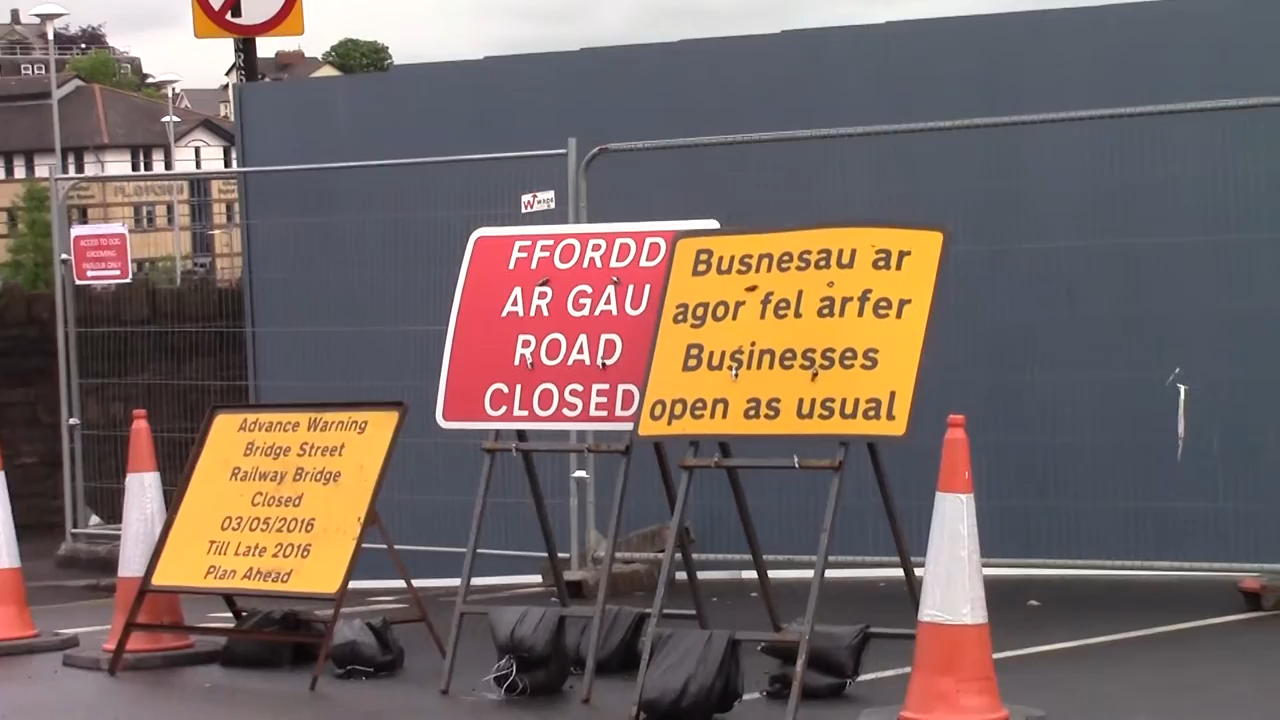 ACCESS TO DOG
GROOMING
PARLOUR ONLY
WADE
FFORDD
AR GAU
ROAD
CLOSED
Busnesau ar
agor fel arfer
Businesses
open as usual
Advance Warning
Bridge Street
Railway Bridge
Closed
03/05/2016
Till Late 2016
Plan Ahead